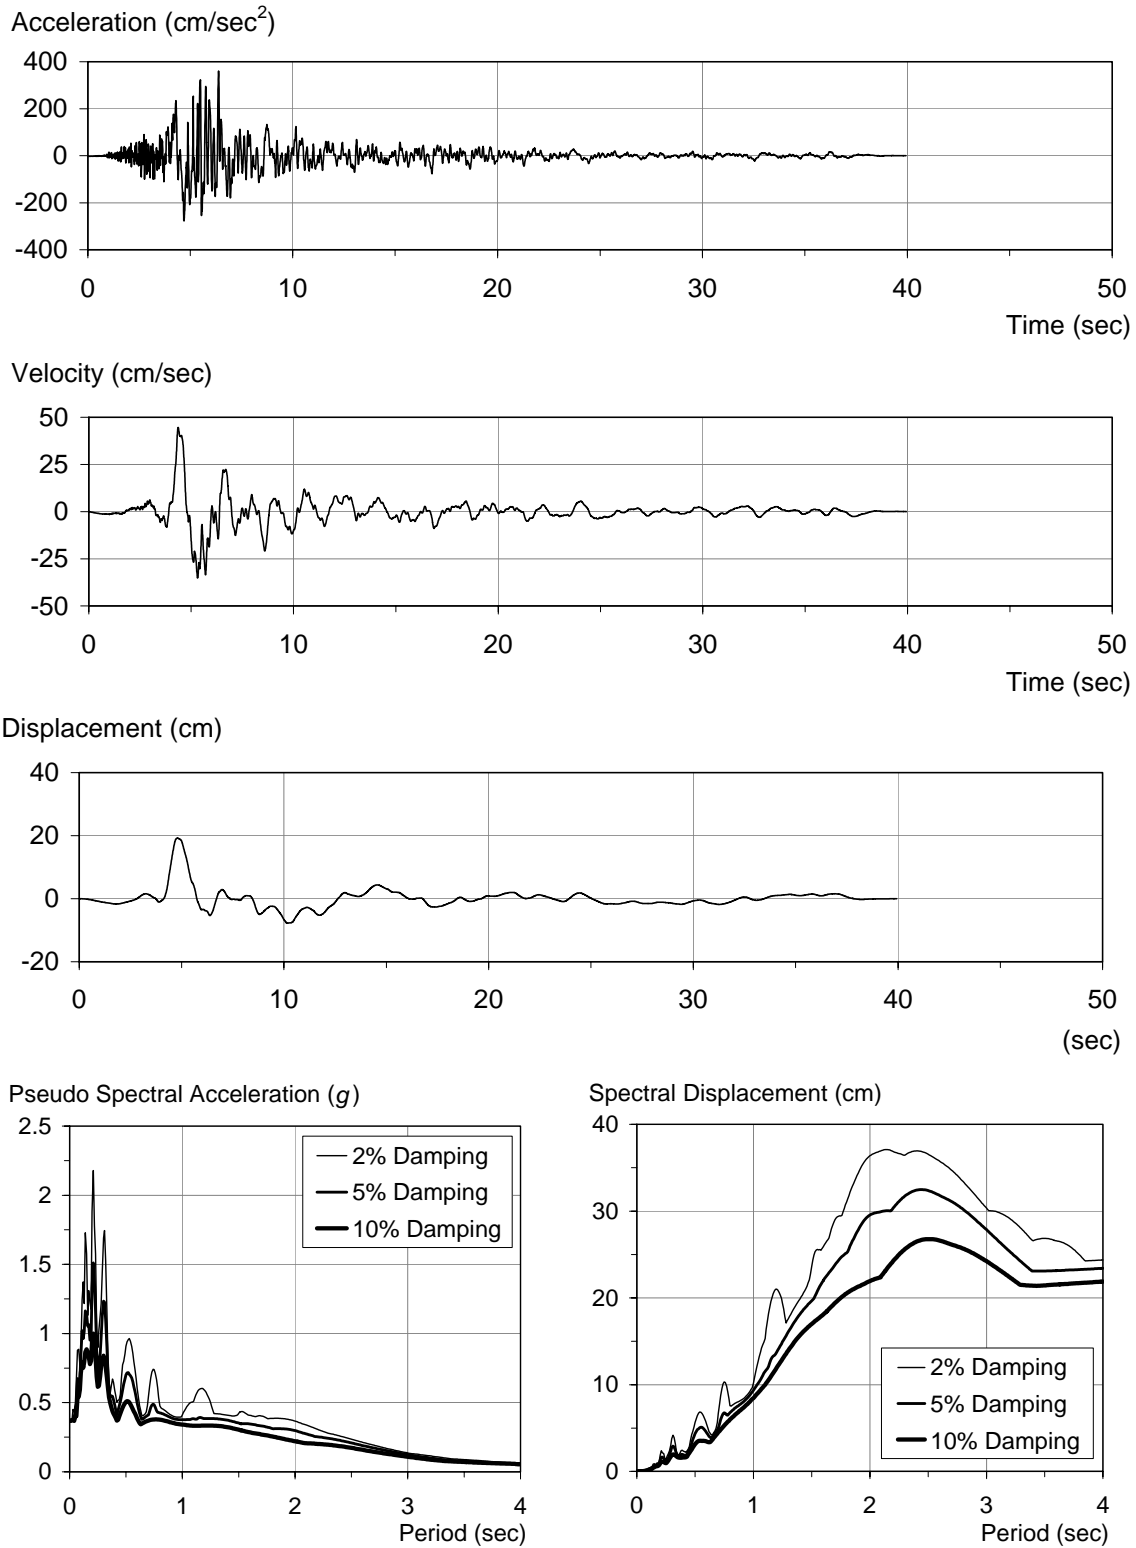 Acceleration (cm/sec²)
400
200
0
-200
-400
0 10 20 30 40 50
Time (sec)
Velocity (cm/sec)
50
25
0
-25
-50
0 10 20 30 40 50
Time (sec)
Displacement (cm)
40
20
0
-20
0 10 20 30 40 50
(sec)
Pseudo Spectral Acceleration (g)
2.5
2
1.5
1
0.5
0
2% Damping
5% Damping
10% Damping
0 1 2 3 4
Period (sec)
Spectral Displacement (cm)
40
30
20
10
0
2% Damping
5% Damping
10% Damping
0 1 2 3 4
Period (sec)